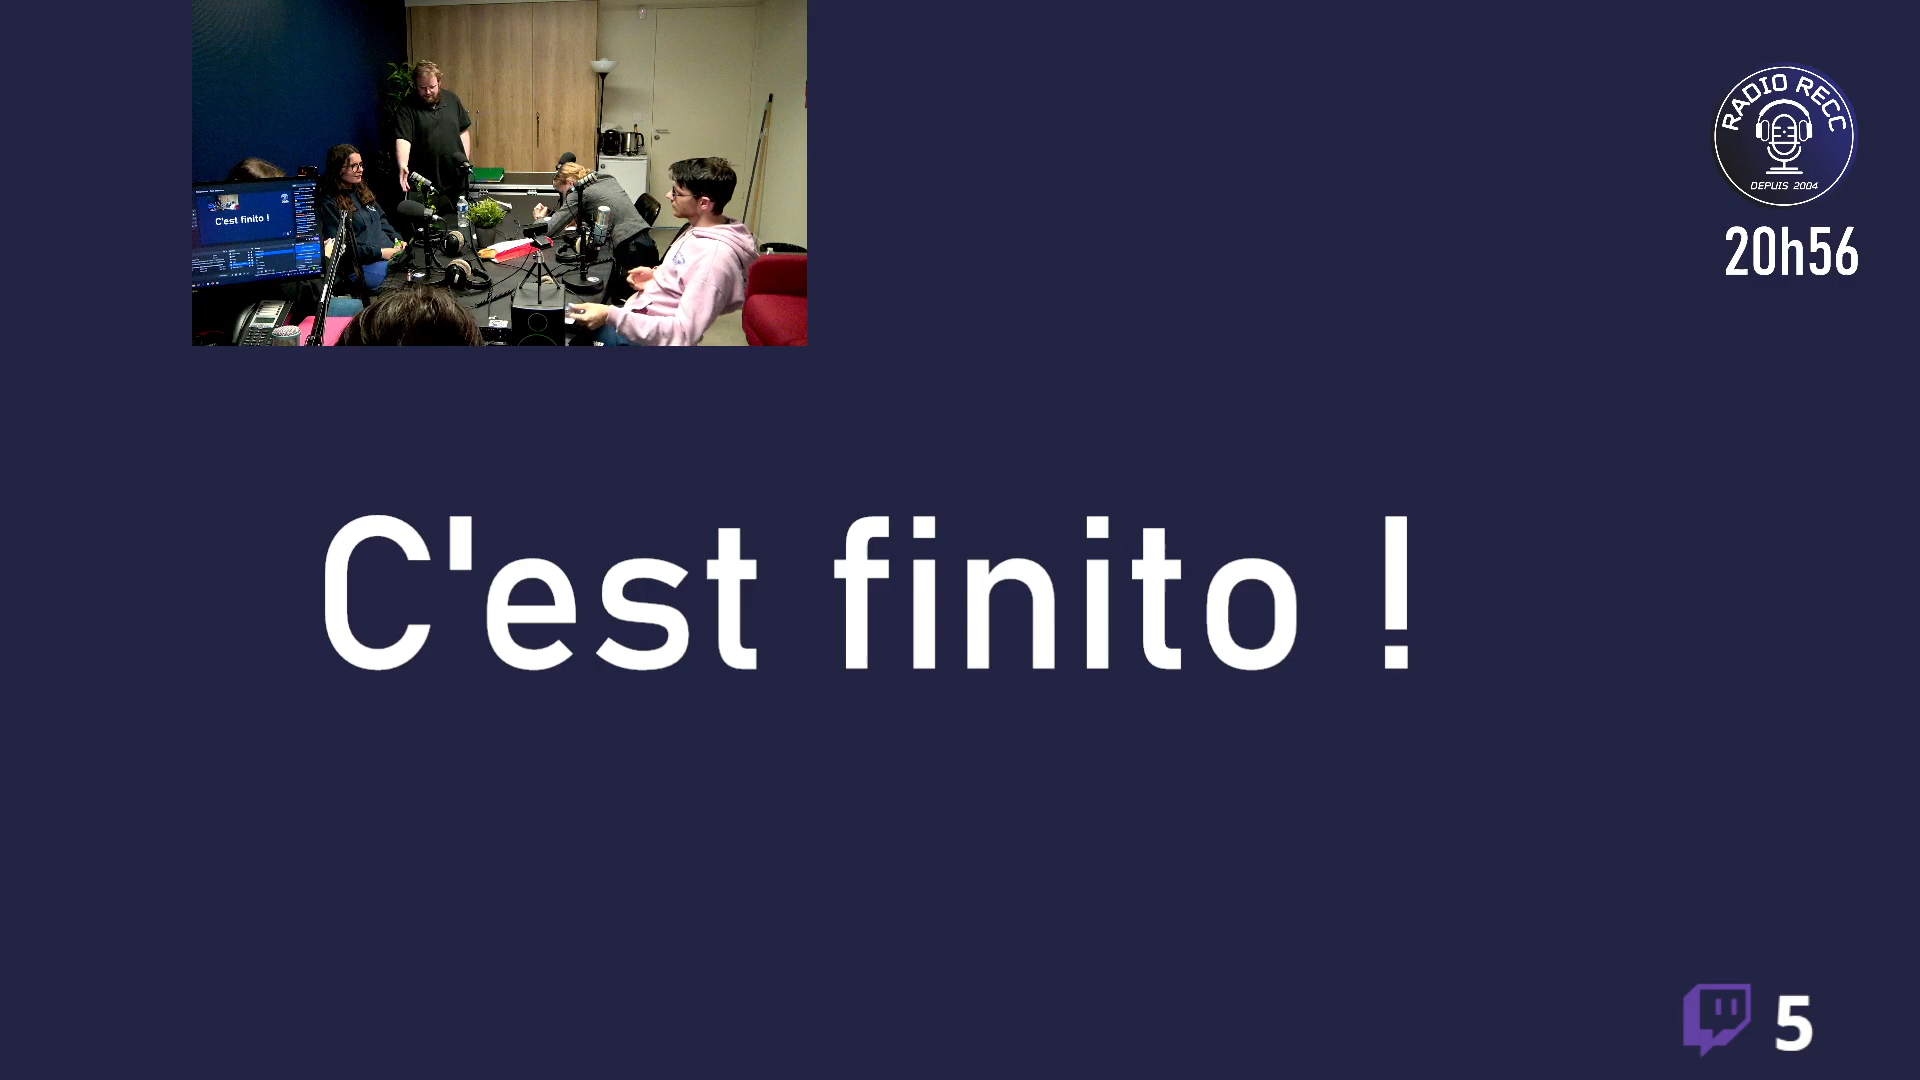 C'est finito !
RADIO RECC
DEPUIS 2004
20h56
C'est finito !
5